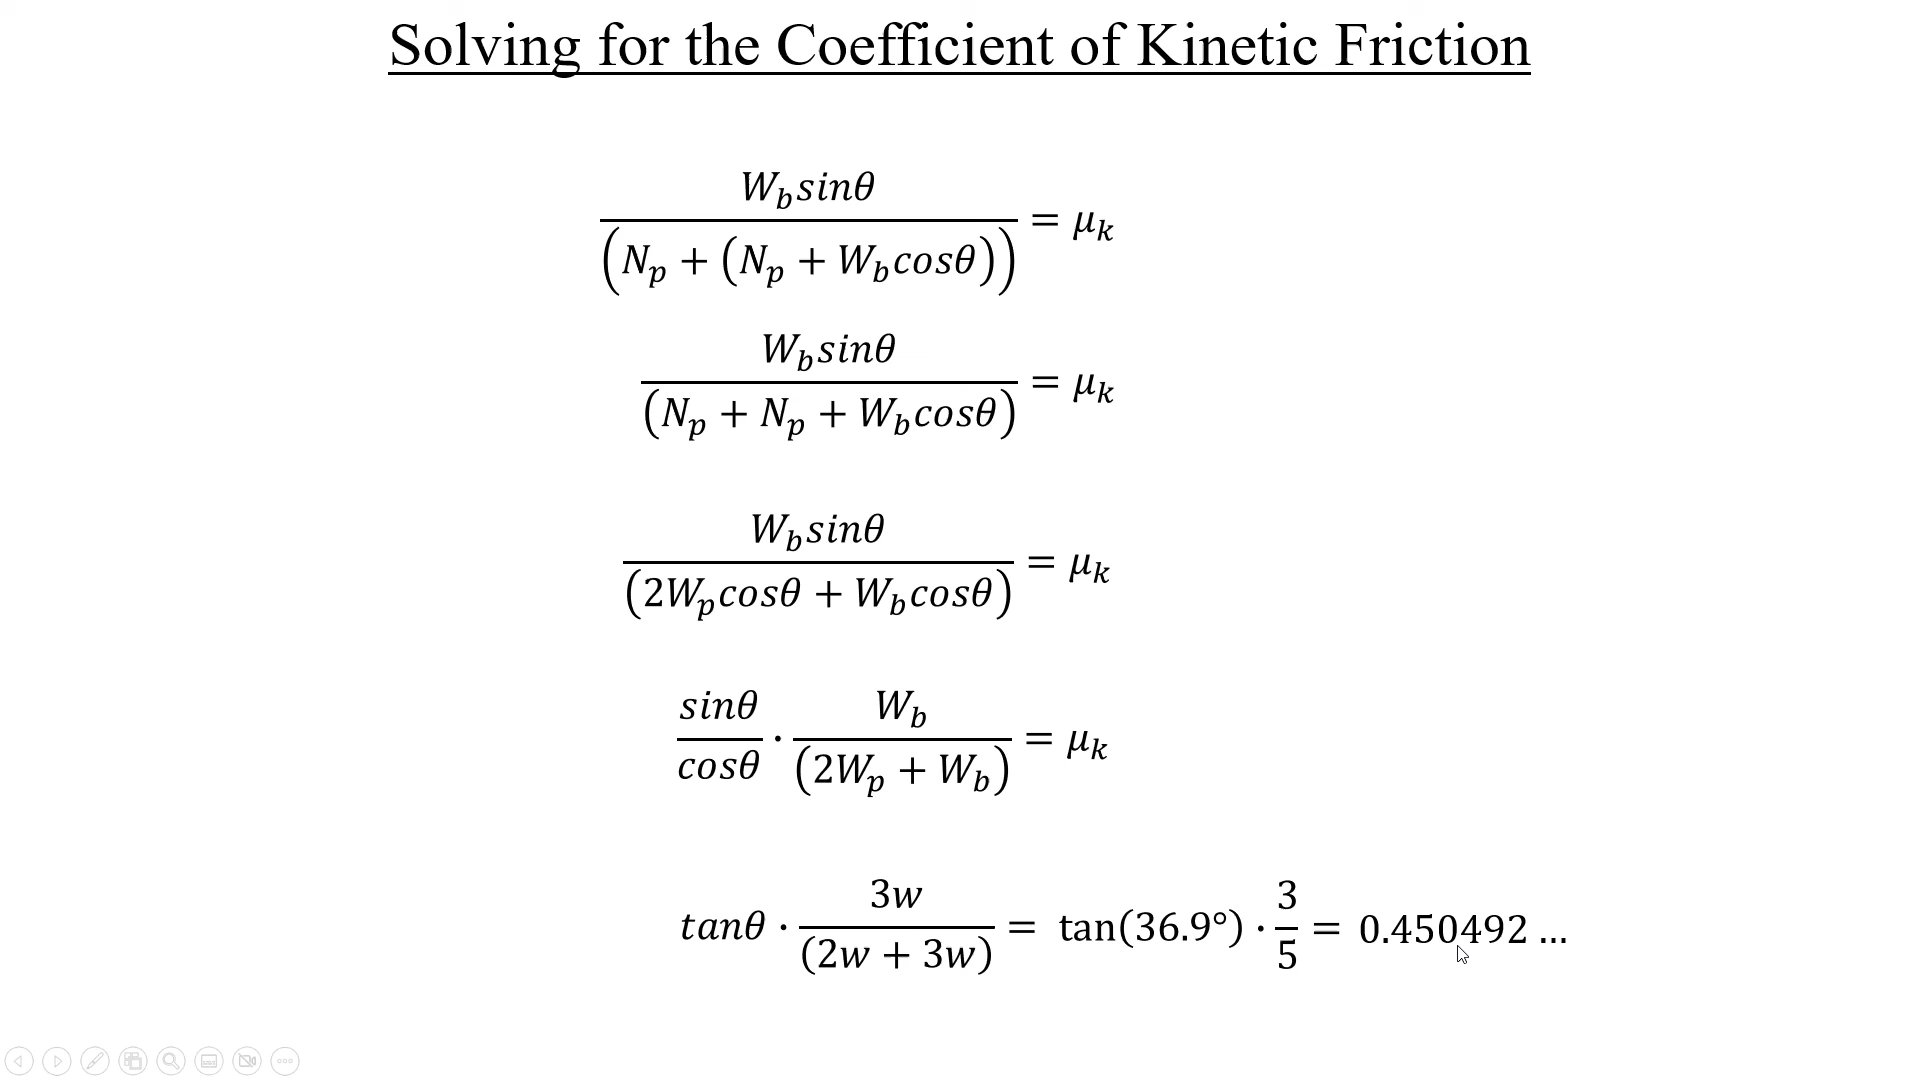 Solving for the Coefficient of Kinetic Friction
W_b sinθ / (N_p + (N_p + W_b cosθ)) = μ_k
W_b sinθ / (N_p + N_p + W_b cosθ) = μ_k
W_b sinθ / (2W_p cosθ + W_b cosθ) = μ_k
sinθ / cosθ · W_b / (2W_p + W_b) = μ_k
tanθ · 3w / (2w + 3w) = tan(36.9°) · 3 / 5 = 0.450492 ...